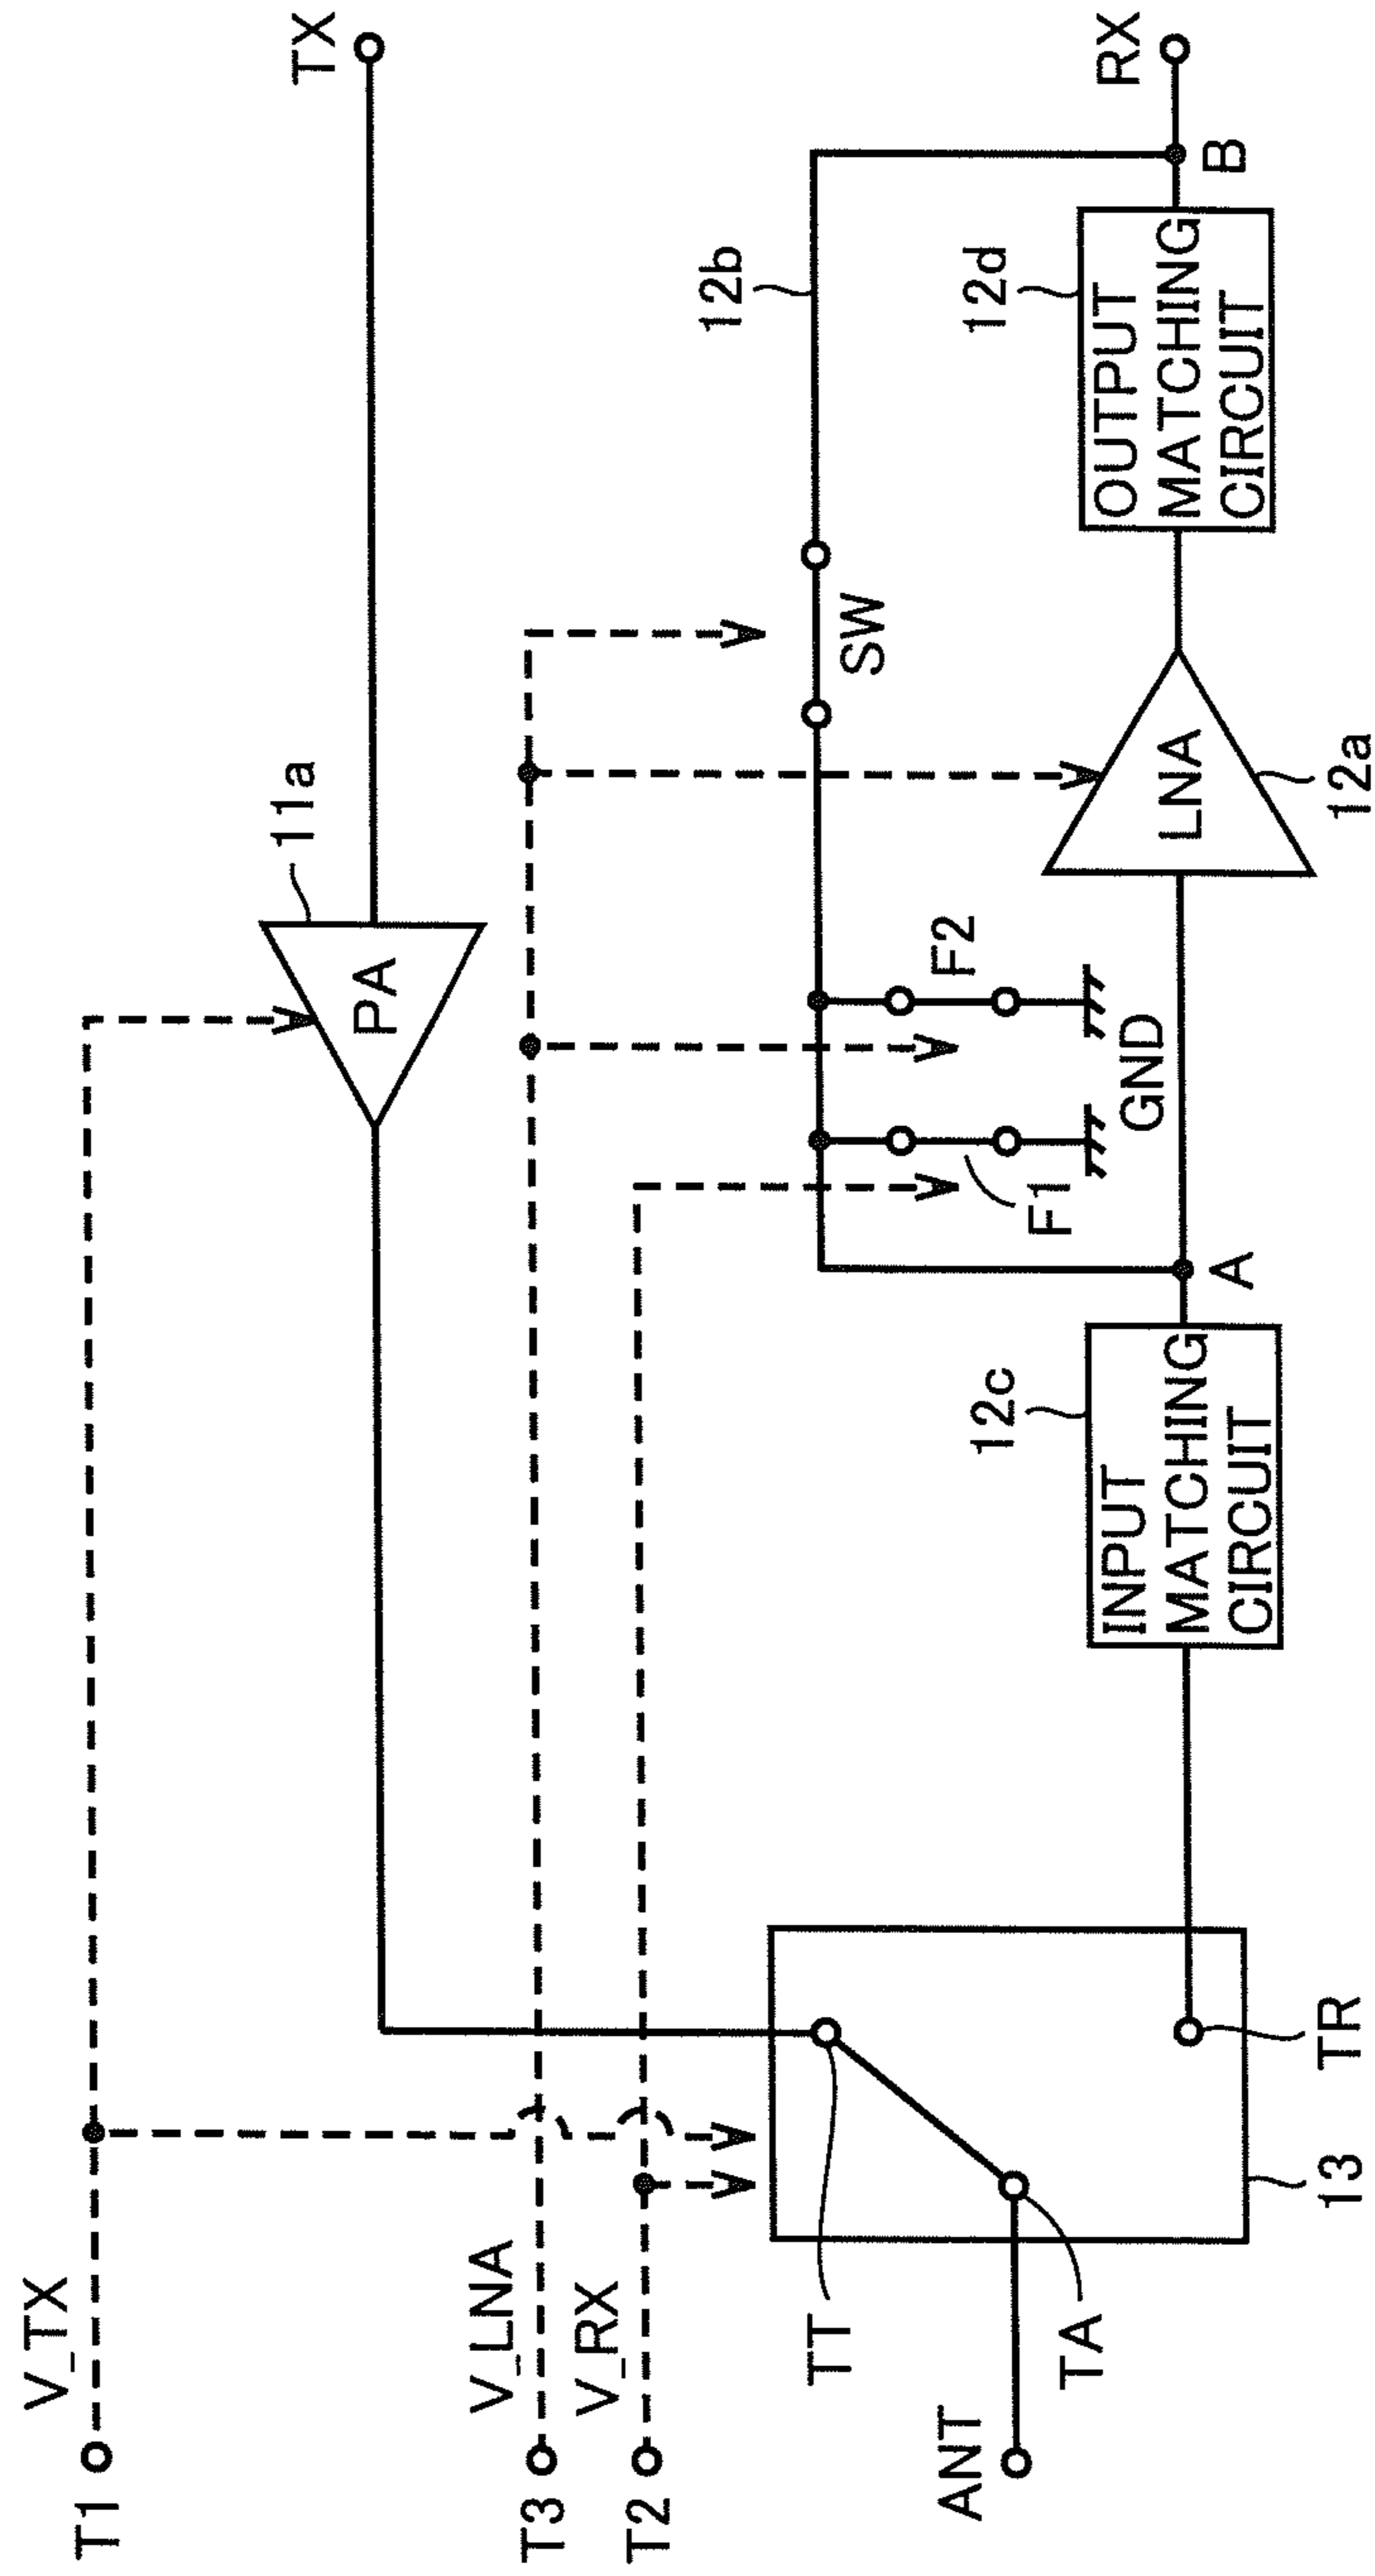 T1
V_TX
T3
V_LNA
T2
V_RX
ANT
TA
TT
13
TR
PA
11a
TX
INPUT
MATCHING
CIRCUIT
12c
A
F1
F2
GND
SW
12b
LNA
12a
OUTPUT
MATCHING
CIRCUIT
12d
B
RX